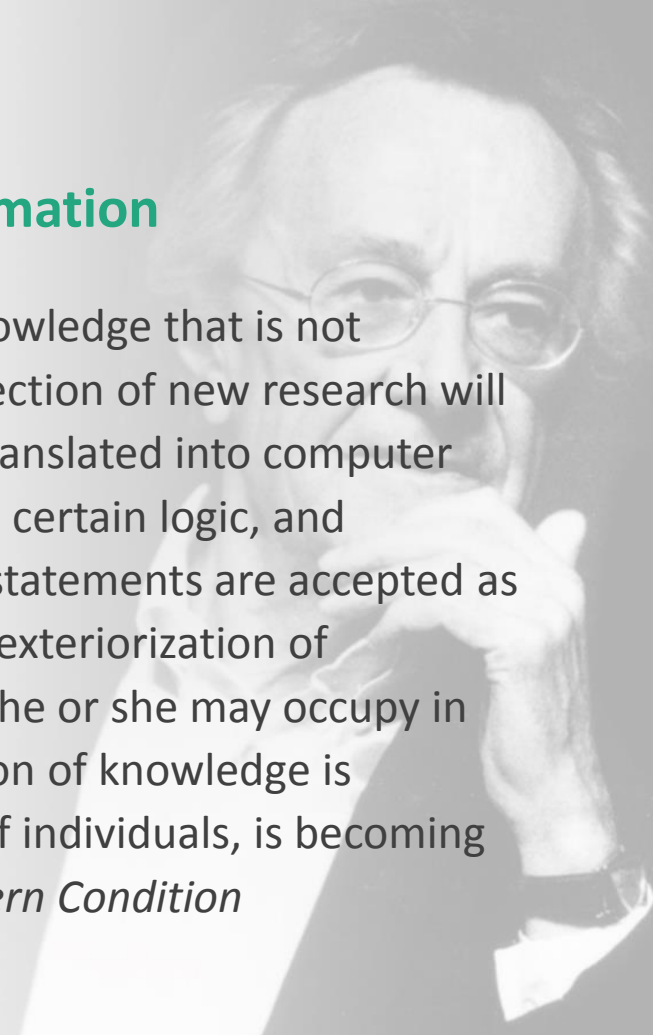 mation
owledge that is not
ection of new research will
anslated into computer
certain logic, and
statements are accepted as
exteriorization of
he or she may occupy in
on of knowledge is
f individuals, is becoming
ern Condition